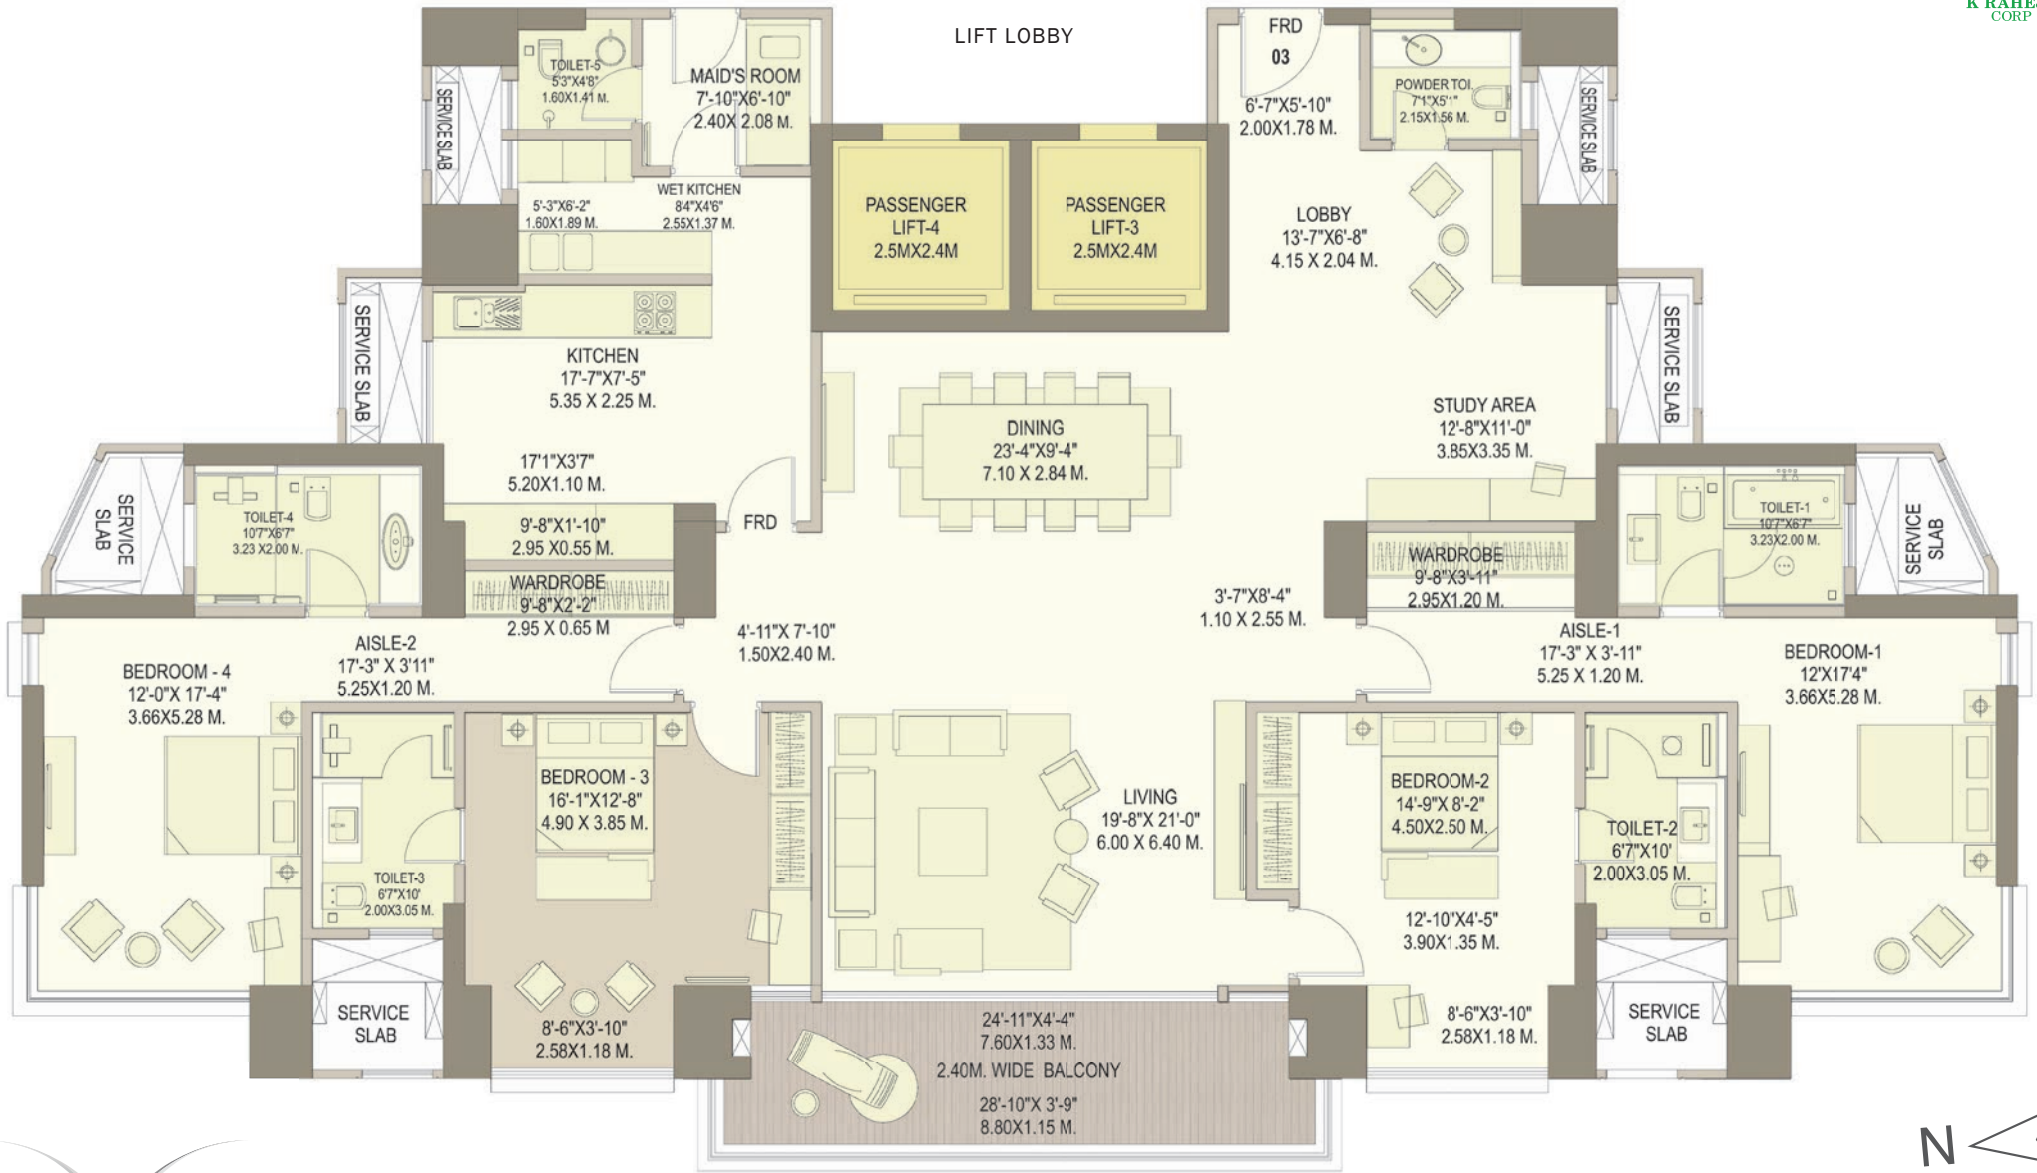 K RAHE
CORP
LIFT LOBBY
FRD
03
TOILET-5
5'3"X4'8"
1.60X1.41 M.
MAID'S ROOM
7'-10"X6'-10"
2.40X 2.08 M.
6'-7"X5'-10"
2.00X1.78 M.
POWDER TOI.
7'1"X5'1"
2.15X1.56 M.
SERVICE SLAB
SERVICE SLAB
5'-3"X6'-2"
1.60X1.89 M.
WET KITCHEN
84"X4'6"
2.55X1.37 M.
PASSENGER
LIFT-4
2.5MX2.4M
PASSENGER
LIFT-3
2.5MX2.4M
LOBBY
13'-7"X6'-8"
4.15 X 2.04 M.
SERVICE SLAB
KITCHEN
17'-7"X7'-5"
5.35 X 2.25 M.
SERVICE SLAB
DINING
23'-4"X9'-4"
7.10 X 2.84 M.
STUDY AREA
12'-8"X11'-0"
3.85X3.35 M.
17'1"X3'7"
5.20X1.10 M.
SERVICE
SLAB
TOILET-4
10'7"X6'7"
3.23 X2.00 M.
9'-8"X1'-10"
2.95 X0.55 M.
FRD
TOILET-1
10'7"X6'7"
3.23X2.00 M.
SERVICE
SLAB
WARDROBE
9'-8"X2'-2"
2.95 X 0.65 M
WARDROBE
9'-8"X3'-11"
2.95X1.20 M.
3'-7"X8'-4"
1.10 X 2.55 M.
4'-11"X 7'-10"
1.50X2.40 M.
AISLE-2
17'-3" X 3'11"
5.25X1.20 M.
AISLE-1
17'-3" X 3'-11"
5.25 X 1.20 M.
BEDROOM - 4
12'-0"X 17'-4"
3.66X5.28 M.
BEDROOM-1
12'X17'4"
3.66X5.28 M.
BEDROOM - 3
16'-1"X12'-8"
4.90 X 3.85 M.
LIVING
19'-8"X 21'-0"
6.00 X 6.40 M.
BEDROOM-2
14'-9"X 8'-2"
4.50X2.50 M.
TOILET-2
6'7"X10'
2.00X3.05 M.
TOILET-3
6'7"X10'
2.00X3.05 M.
12'-10"X4'-5"
3.90X1.35 M.
SERVICE
SLAB
8'-6"X3'-10"
2.58X1.18 M.
24'-11"X4'-4"
7.60X1.33 M.
2.40M. WIDE BALCONY
28'-10"X 3'-9"
8.80X1.15 M.
8'-6"X3'-10"
2.58X1.18 M.
SERVICE
SLAB
N